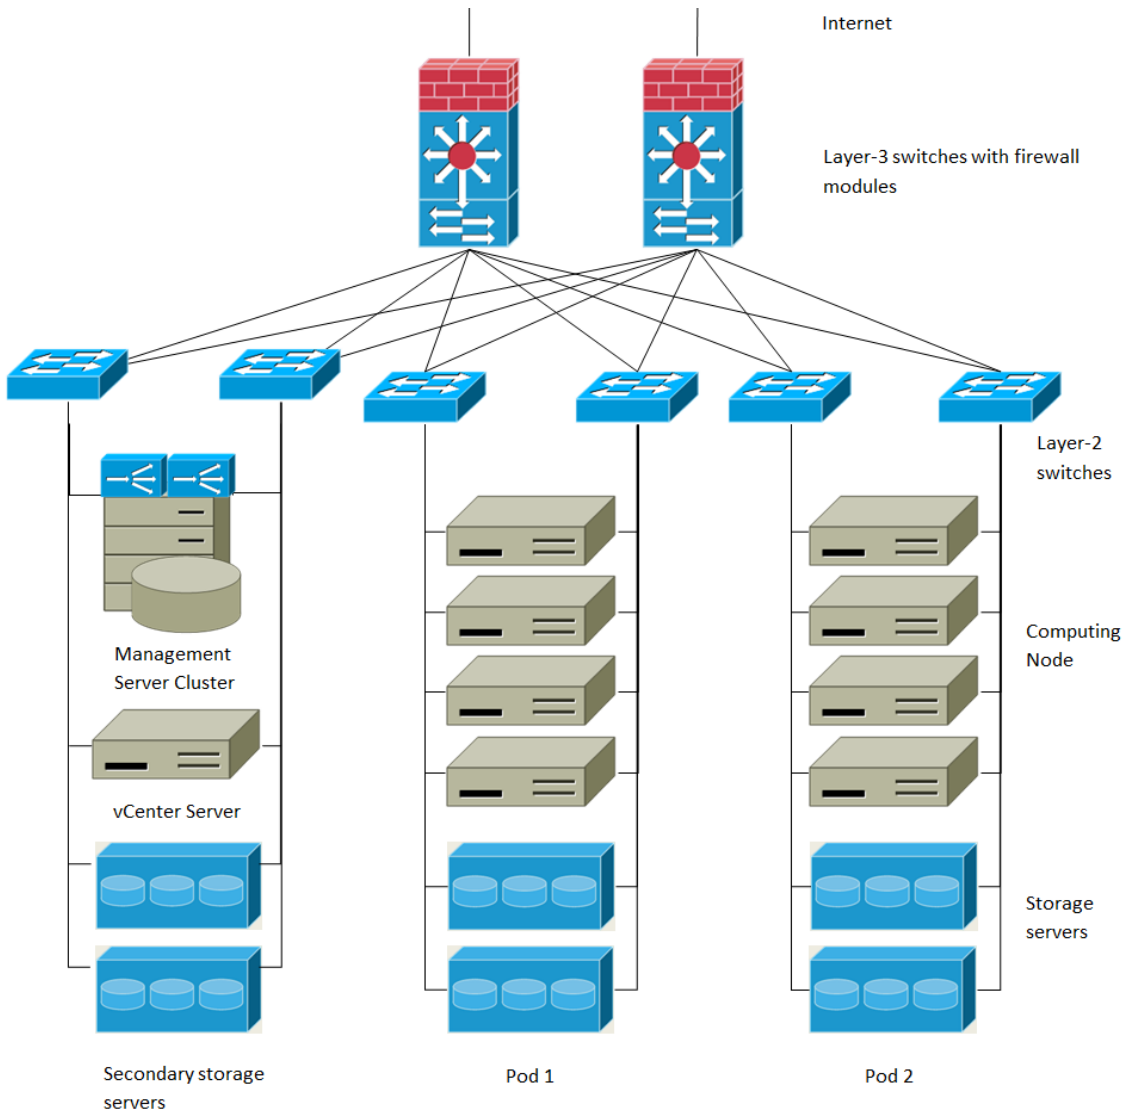 Internet
Layer-3 switches with firewall
modules
Layer-2
switches
Management
Server Cluster
Computing
Node
vCenter Server
Storage
servers
Secondary storage
servers
Pod 1
Pod 2